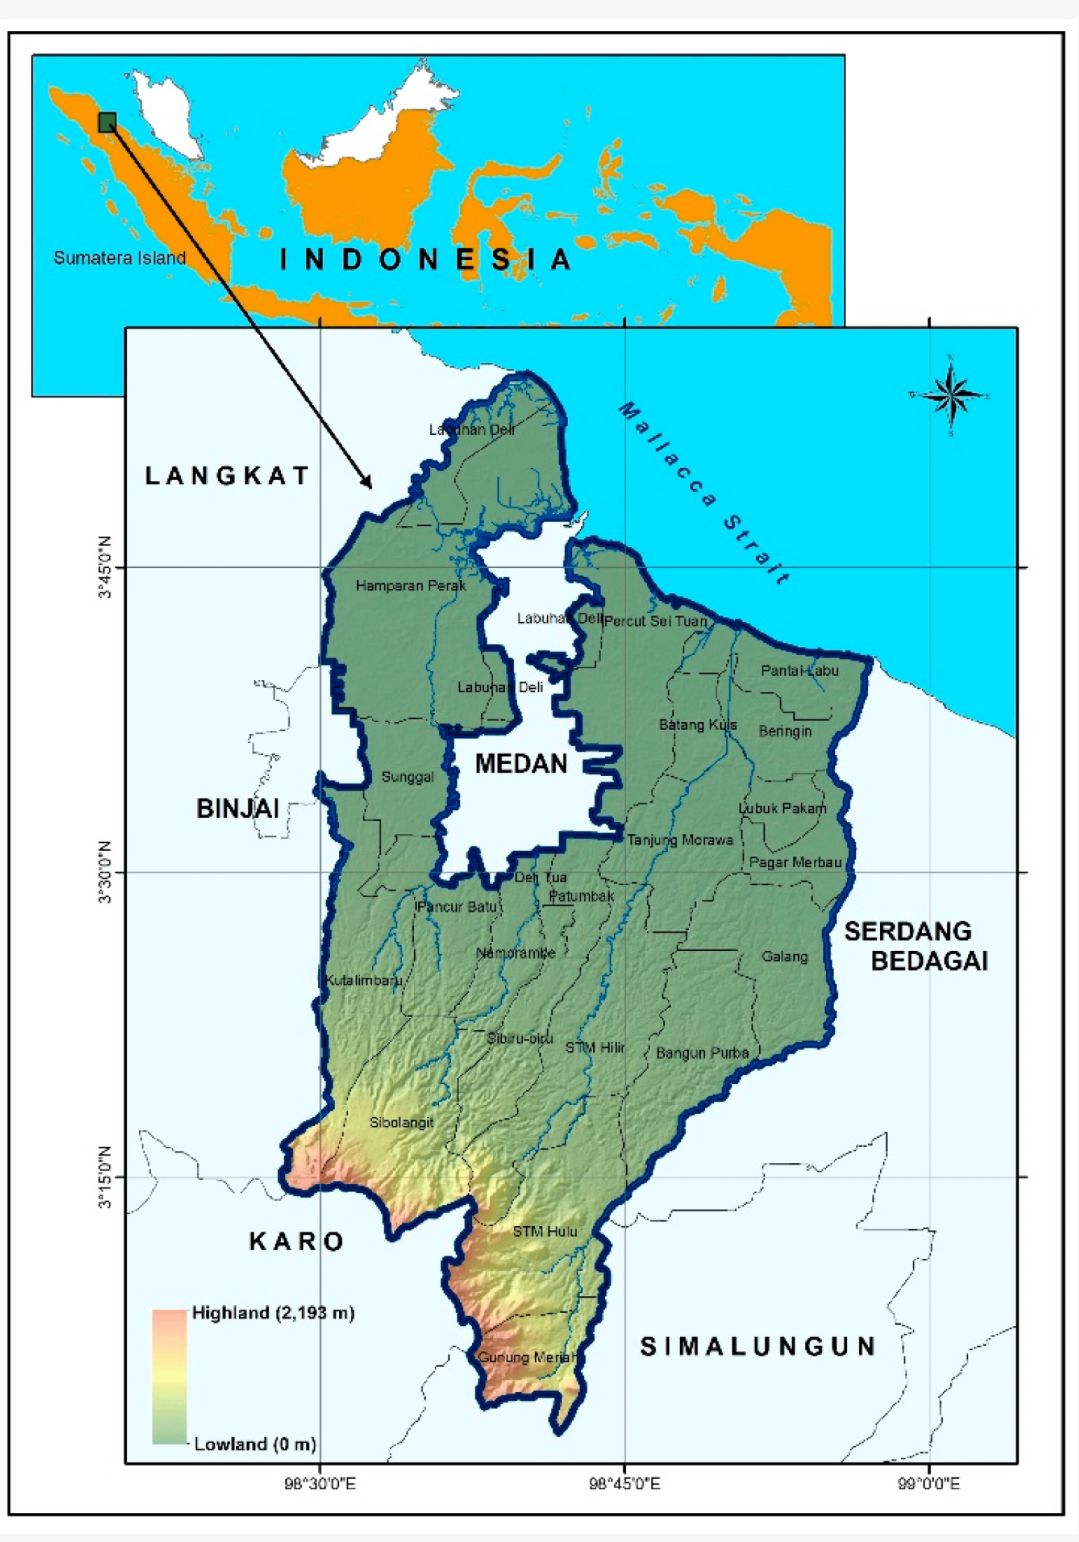 Sumatera Island
INDONESIA
N
LANGKAT
Mallacca Strait
Labuhan Deli
3°45'0"N
Hamparan Perak
Labuhan Deli
Percut Sei Tuan
Pantai Labu
Labuhan Deli
Batang Kuis
Beringin
MEDAN
Sunggal
BINJAI
Lubuk Pakam
Tanjung Morawa
Pagar Merbau
3°30'0"N
Deli Tua
Patumbak
Pancur Batu
SERDANG
BEDAGAI
Namorambe
Galang
Kutalimbaru
Sibiru-biru
STM Hilir
Bangun Purba
Sibolangit
3°15'0"N
STM Hulu
KARO
Highland (2,193 m)
SIMALUNGUN
Gunung Meriah
Lowland (0 m)
98°30'0"E
98°45'0"E
99°0'0"E